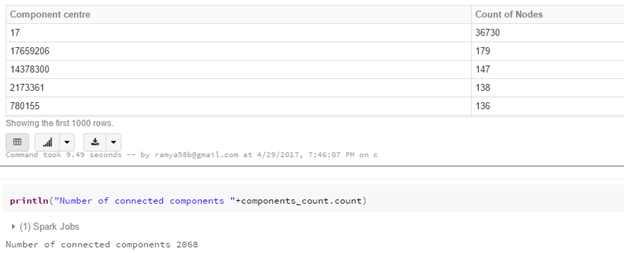 Component centre Count of Nodes
17 36730
17659206 179
14378300 147
2173361 138
780155 136
Showing the first 1000 rows.
Command took 9.49 seconds -- by ramya58b@gmail.com at 4/29/2017, 7:46:07 PM on c
println("Number of connected components "+components_count.count)
(1) Spark Jobs
Number of connected components 2068